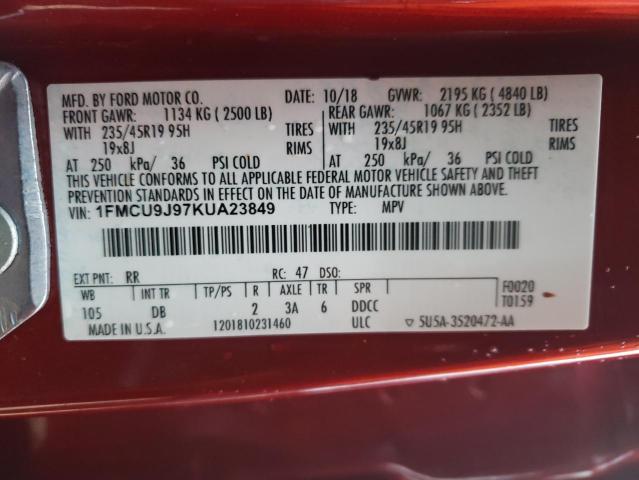 MFD. BY FORD MOTOR CO. DATE: 10/18 GVWR: 2195 KG ( 4840 LB)
FRONT GAWR: 1134 KG ( 2500 LB) REAR GAWR: 1067 KG ( 2352 LB)
WITH 235/45R19 95H TIRES WITH 235/45R19 95H TIRES
19x8J RIMS 19x8J RIMS
AT 250 kPa/ 36 PSI COLD AT 250 kPa/ 36 PSI COLD
THIS VEHICLE CONFORMS TO ALL APPLICABLE FEDERAL MOTOR VEHICLE SAFETY AND THEFT
PREVENTION STANDARDS IN EFFECT ON THE DATE OF MANUFACTURE SHOWN ABOVE.
VIN: 1FMCU9J97KUA23849 TYPE: MPV
EXT PNT: RR RC: 47 DSO: F0020
WB INT TR TP/PS R AXLE TR SPR T0159
105 DB 2 3A 6 DDCC
MADE IN U.S.A. 1201810231460 ULC ▽ 5U5A-3520472-AA